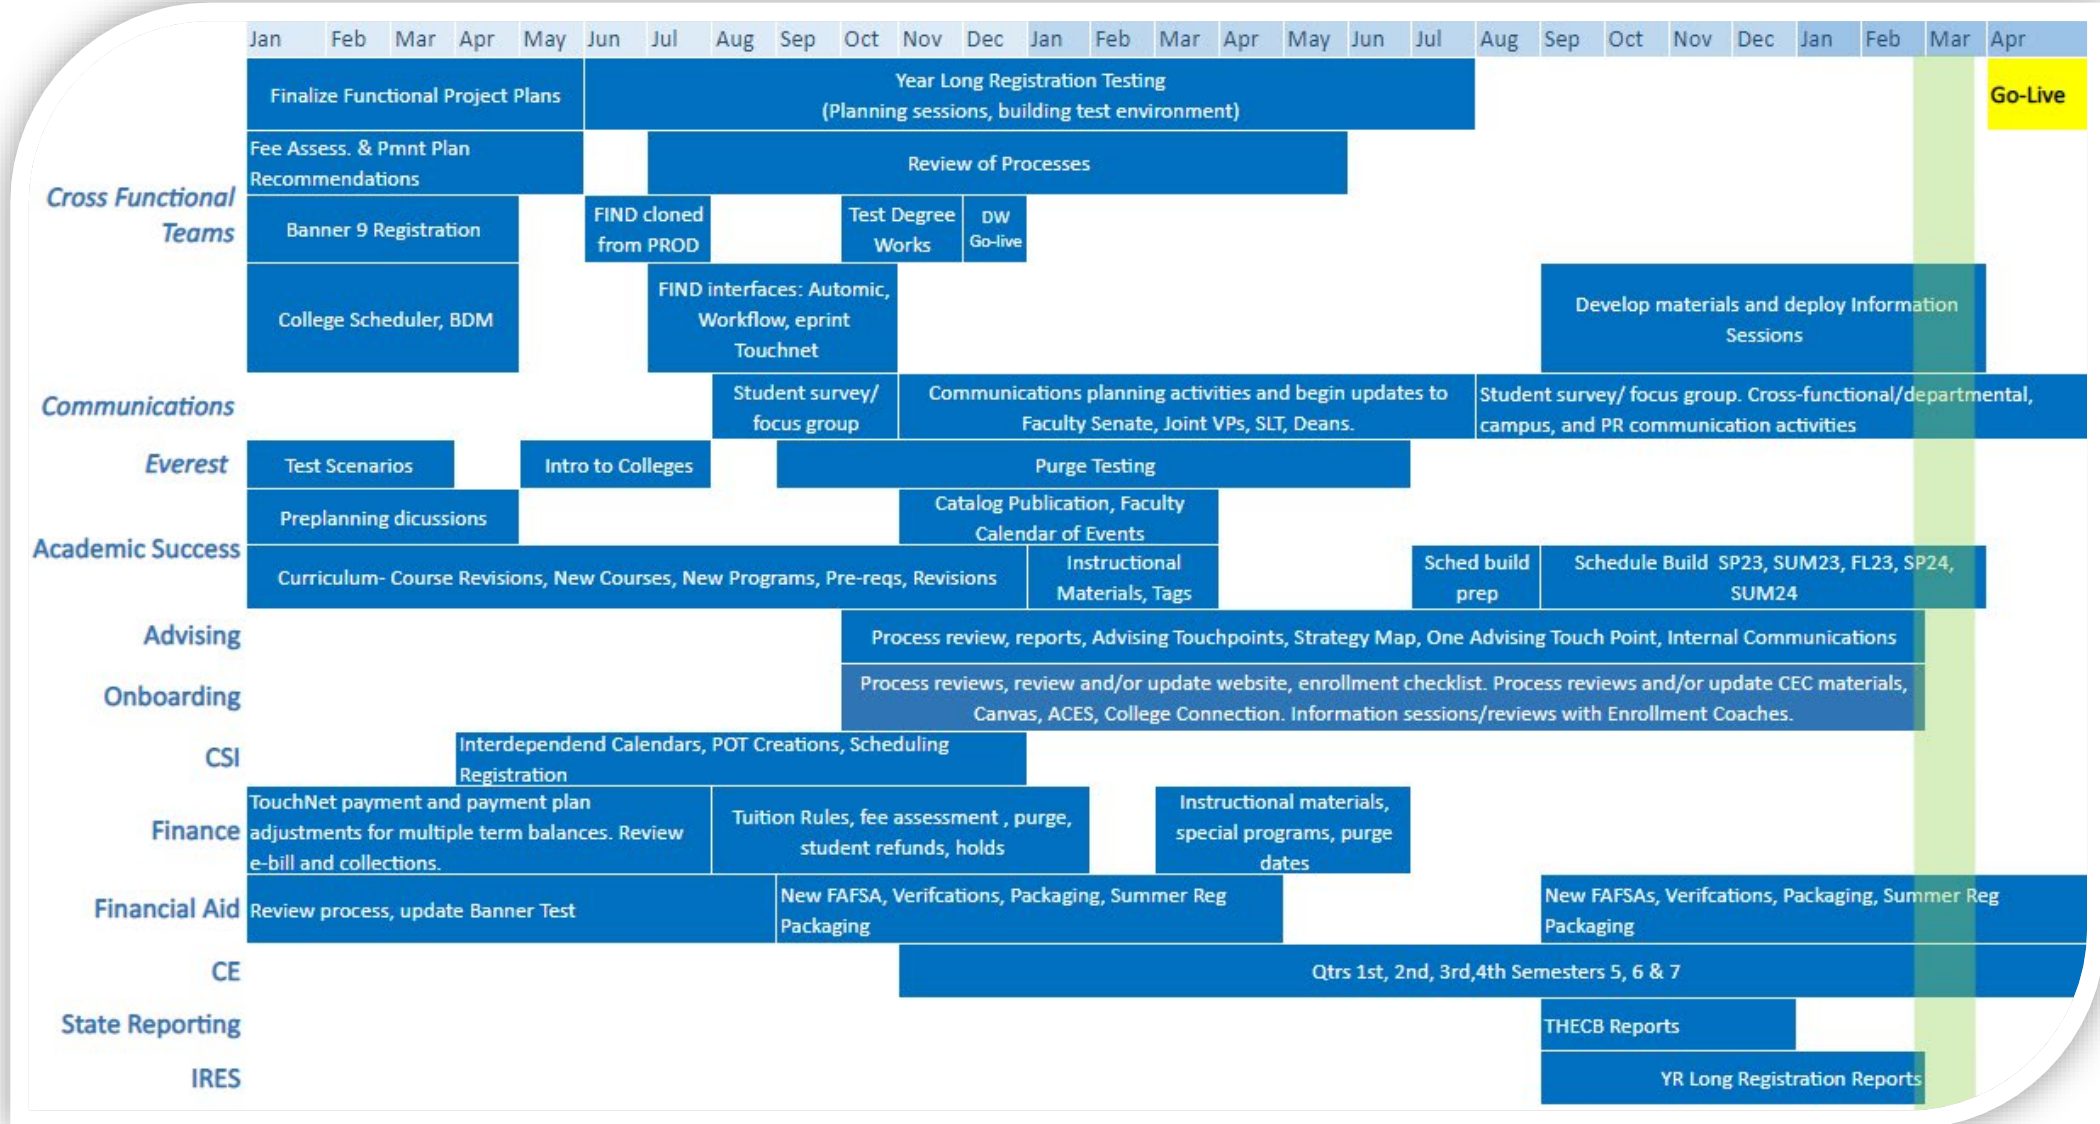 Jan Feb Mar Apr May Jun Jul Aug Sep Oct Nov Dec Jan Feb Mar Apr May Jun Jul Aug Sep Oct Nov Dec Jan Feb Mar Apr
Finalize Functional Project Plans
Year Long Registration Testing
(Planning sessions, building test environment)
Go-Live
Cross Functional
Teams
Fee Assess. & Pmnt Plan
Recommendations
Review of Processes
Banner 9 Registration
FIND cloned
from PROD
Test Degree
Works
DW
Go-live
College Scheduler, BDM
FIND interfaces: Automic,
Workflow, eprint
Touchnet
Develop materials and deploy Information
Sessions
Communications
Student survey/
focus group
Communications planning activities and begin updates to
Faculty Senate, Joint VPs, SLT, Deans.
Student survey/ focus group. Cross-functional/departmental,
campus, and PR communication activities
Everest
Test Scenarios
Intro to Colleges
Purge Testing
Academic Success
Preplanning dicussions
Catalog Publication, Faculty
Calendar of Events
Curriculum- Course Revisions, New Courses, New Programs, Pre-reqs, Revisions
Instructional
Materials, Tags
Sched build
prep
Schedule Build SP23, SUM23, FL23, SP24,
SUM24
Advising
Process review, reports, Advising Touchpoints, Strategy Map, One Advising Touch Point, Internal Communications
Onboarding
Process reviews, review and/or update website, enrollment checklist. Process reviews and/or update CEC materials,
Canvas, ACES, College Connection. Information sessions/reviews with Enrollment Coaches.
CSI
Interdependend Calendars, POT Creations, Scheduling
Registration
Finance
TouchNet payment and payment plan
adjustments for multiple term balances. Review
e-bill and collections.
Tuition Rules, fee assessment , purge,
student refunds, holds
Instructional materials,
special programs, purge
dates
Financial Aid
Review process, update Banner Test
New FAFSA, Verifcations, Packaging, Summer Reg
Packaging
New FAFSAs, Verifcations, Packaging, Summer Reg
Packaging
CE
Qtrs 1st, 2nd, 3rd,4th Semesters 5, 6 & 7
State Reporting
THECB Reports
IRES
YR Long Registration Reports